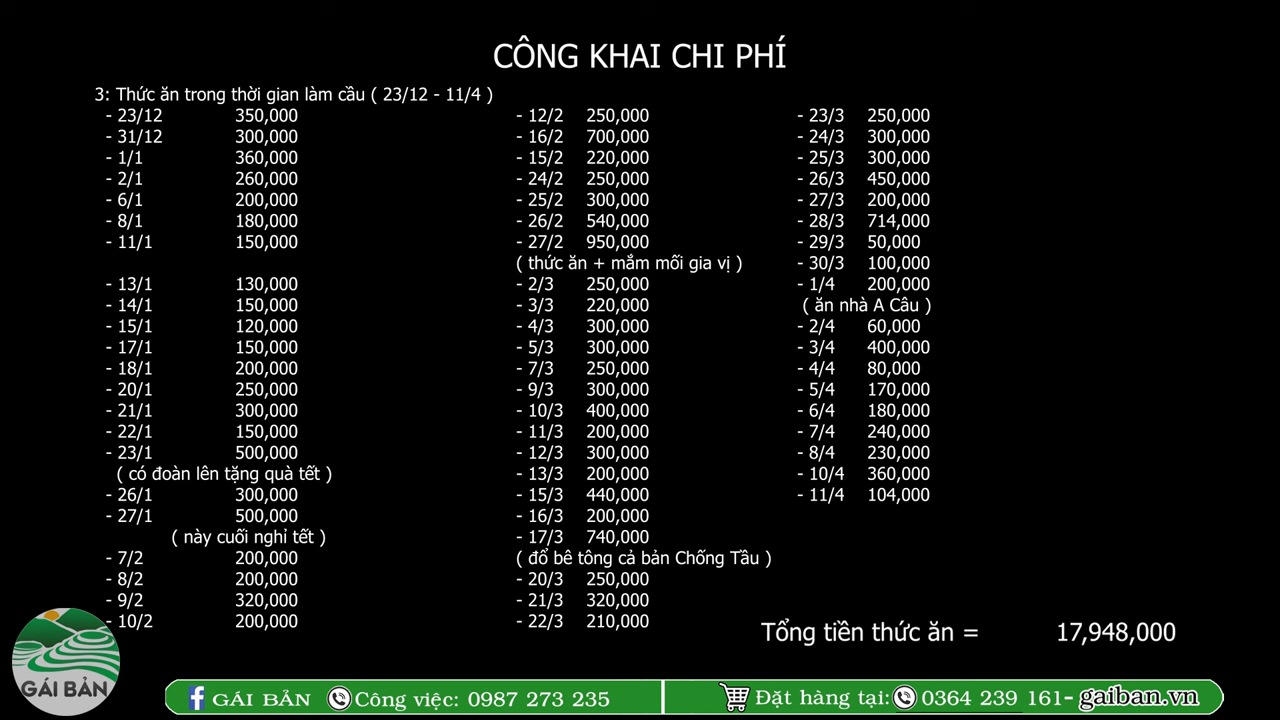 CÔNG KHAI CHI PHÍ
3: Thức ăn trong thời gian làm cầu ( 23/12 - 11/4 )
- 23/12 350,000
- 31/12 300,000
- 1/1 360,000
- 2/1 260,000
- 6/1 200,000
- 8/1 180,000
- 11/1 150,000
- 13/1 130,000
- 14/1 150,000
- 15/1 120,000
- 17/1 150,000
- 18/1 200,000
- 20/1 250,000
- 21/1 300,000
- 22/1 150,000
- 23/1 500,000
( có đoàn lên tặng quà tết )
- 26/1 300,000
- 27/1 500,000
( này cuối nghỉ tết )
- 7/2 200,000
- 8/2 200,000
- 9/2 320,000
- 10/2 200,000
- 12/2 250,000
- 16/2 700,000
- 15/2 220,000
- 24/2 250,000
- 25/2 300,000
- 26/2 540,000
- 27/2 950,000
( thức ăn + mắm mối gia vị )
- 2/3 250,000
- 3/3 220,000
- 4/3 300,000
- 5/3 300,000
- 7/3 250,000
- 9/3 300,000
- 10/3 400,000
- 11/3 200,000
- 12/3 300,000
- 13/3 200,000
- 15/3 440,000
- 16/3 200,000
- 17/3 740,000
( đổ bê tông cả bản Chống Tầu )
- 20/3 250,000
- 21/3 320,000
- 22/3 210,000
- 23/3 250,000
- 24/3 300,000
- 25/3 300,000
- 26/3 450,000
- 27/3 200,000
- 28/3 714,000
- 29/3 50,000
- 30/3 100,000
- 1/4 200,000
( ăn nhà A Câu )
- 2/4 60,000
- 3/4 400,000
- 4/4 80,000
- 5/4 170,000
- 6/4 180,000
- 7/4 240,000
- 8/4 230,000
- 10/4 360,000
- 11/4 104,000
Tổng tiền thức ăn = 17,948,000
GÁI BẢN
f GÁI BẢN Công việc: 0987 273 235 Đặt hàng tại: 0364 239 161- gaiban.vn